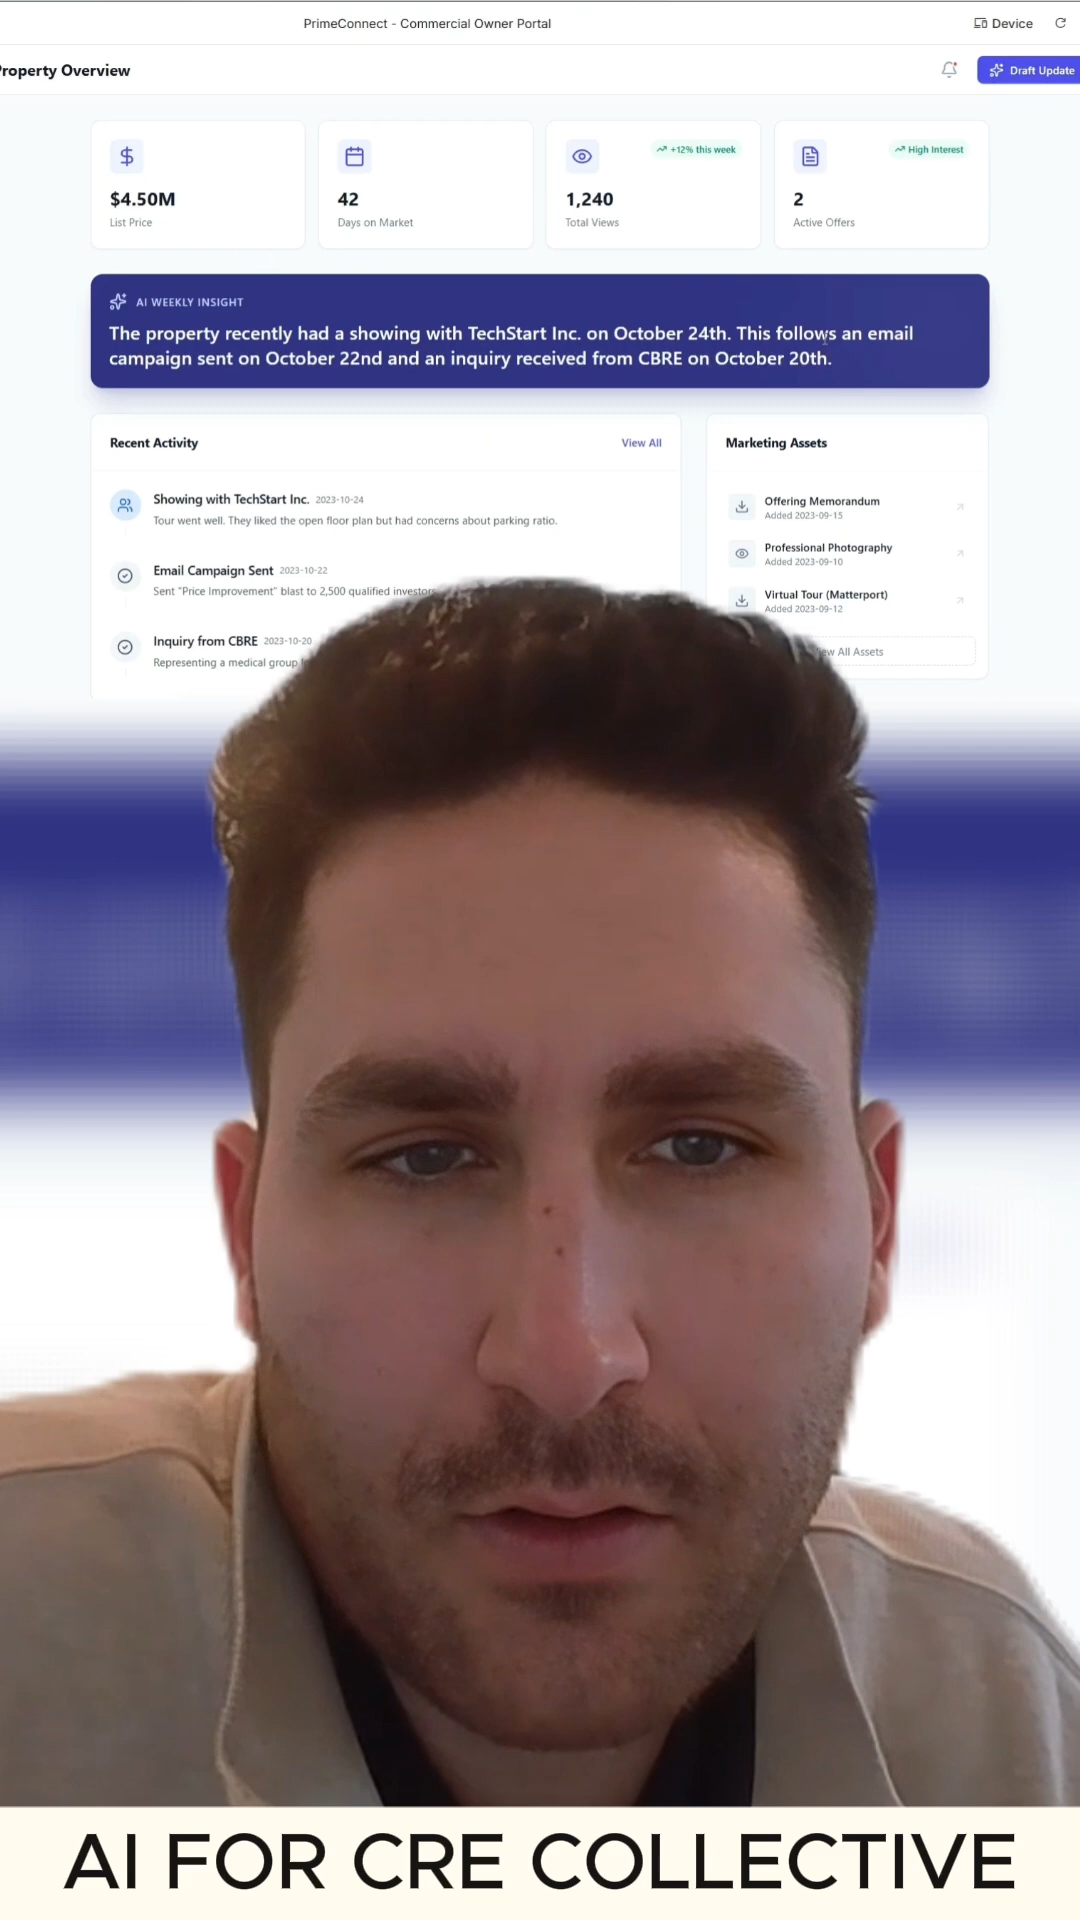 PrimeConnect - Commercial Owner Portal
Device
Property Overview
Draft Update
$4.50M
List Price
42
Days on Market
+12% this week
1,240
Total Views
High Interest
2
Active Offers
AI WEEKLY INSIGHT
The property recently had a showing with TechStart Inc. on October 24th. This follows an email
campaign sent on October 22nd and an inquiry received from CBRE on October 20th.
Recent Activity
View All
Showing with TechStart Inc. 2023-10-24
Tour went well. They liked the open floor plan but had concerns about parking ratio.
Email Campaign Sent 2023-10-22
Sent "Price Improvement" blast to 2,500 qualified investors
Inquiry from CBRE 2023-10-20
Representing a medical group
Marketing Assets
Offering Memorandum
Added 2023-09-15
Professional Photography
Added 2023-09-10
Virtual Tour (Matterport)
Added 2023-09-12
View All Assets
AI FOR CRE COLLECTIVE